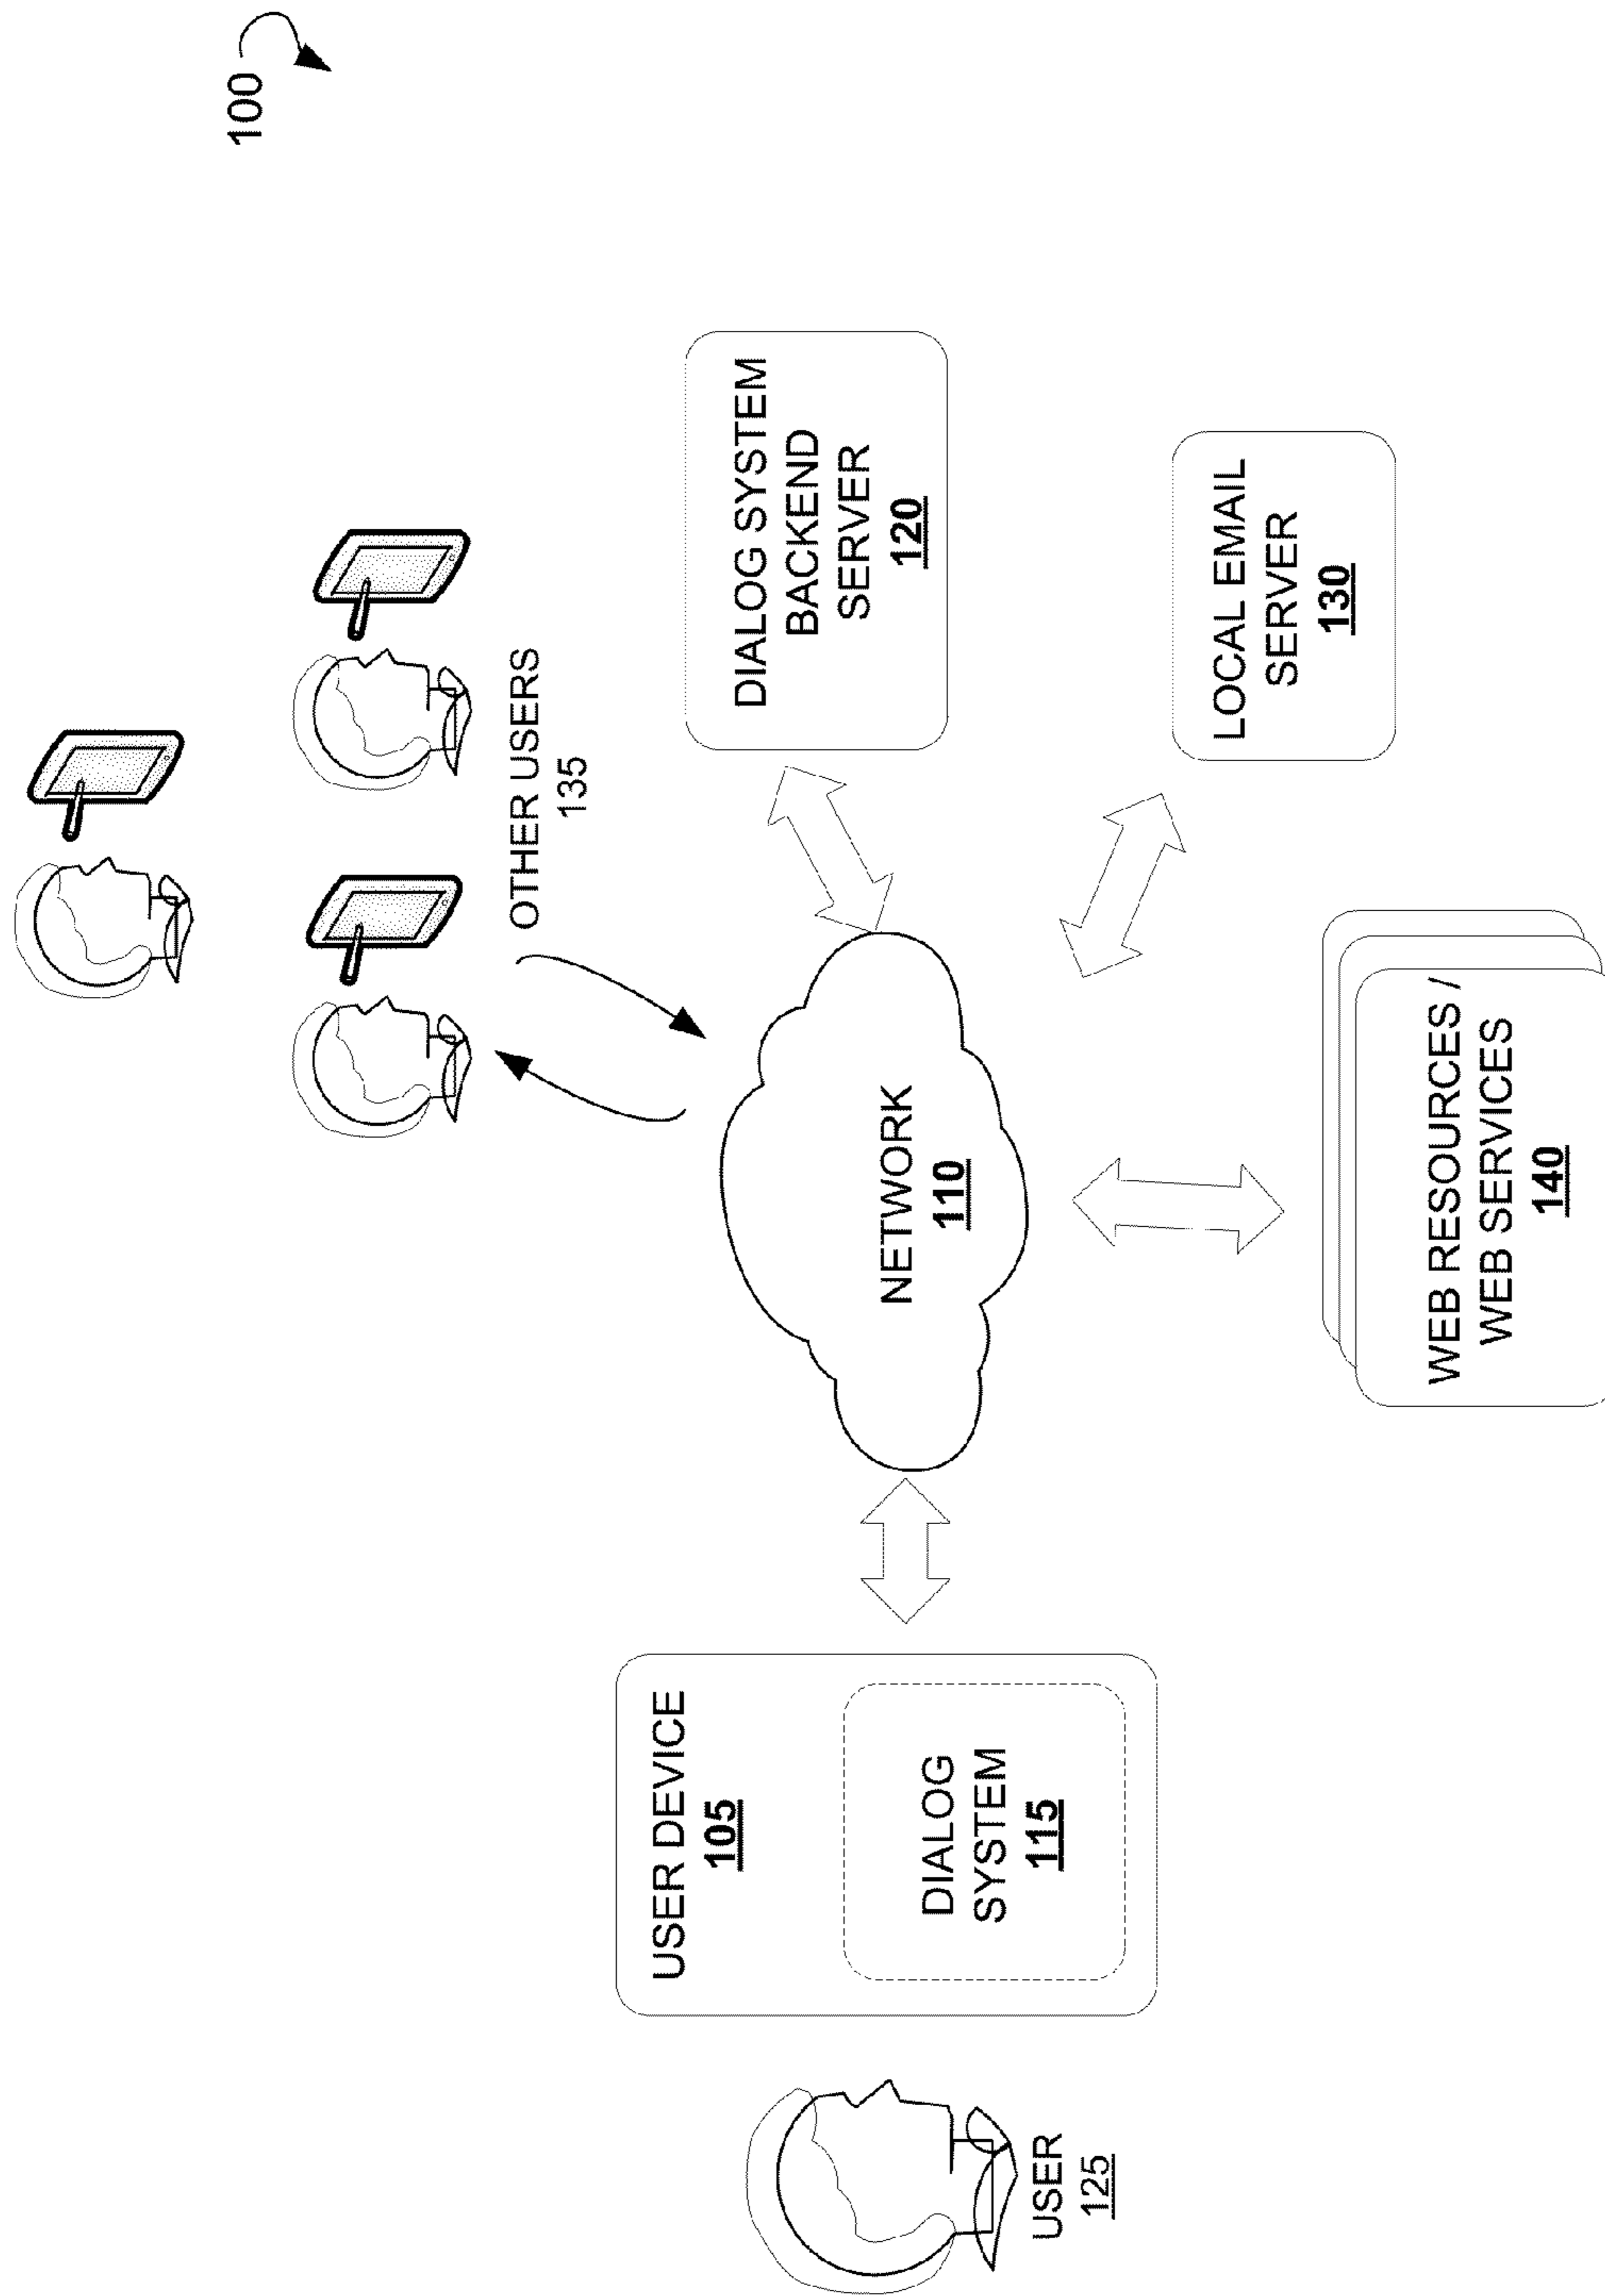 100
OTHER USERS
135
USER DEVICE
105
DIALOG
SYSTEM
115
USER
125
NETWORK
110
DIALOG SYSTEM
BACKEND
SERVER
120
LOCAL EMAIL
SERVER
130
WEB RESOURCES /
WEB SERVICES
140